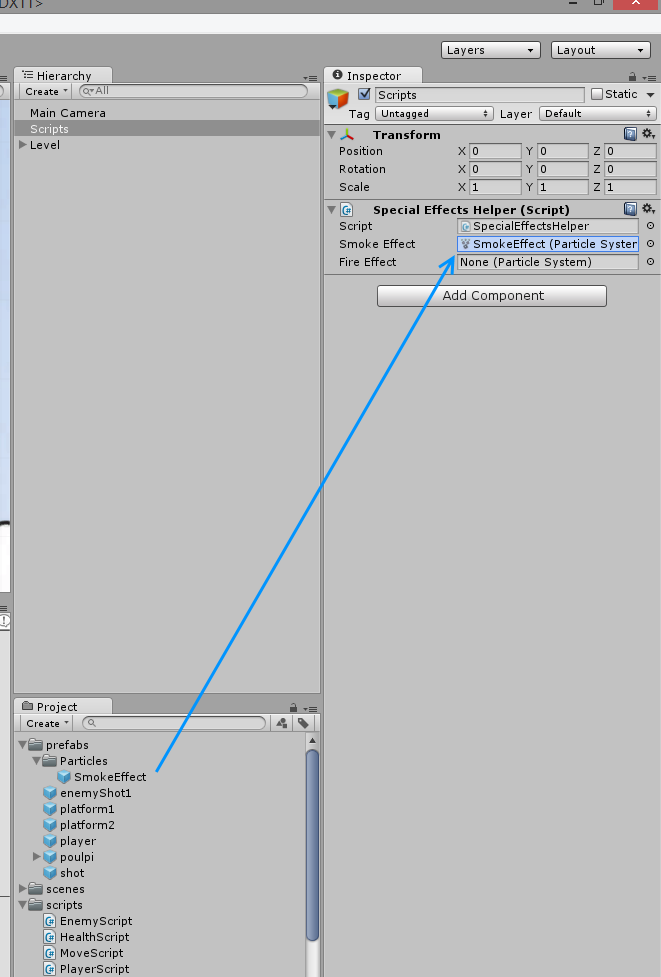 DX11>
Layers
Layout
Hierarchy
Create
All
Main Camera
Scripts
Level
Inspector
Scripts
Static
Tag Untagged Layer Default
Transform
Position X 0 Y 0 Z 0
Rotation X 0 Y 0 Z 0
Scale X 1 Y 1 Z 1
Special Effects Helper (Script)
Script SpecialEffectsHelper
Smoke Effect SmokeEffect (Particle System
Fire Effect None (Particle System)
Add Component
Project
Create
prefabs
Particles
SmokeEffect
enemyShot1
platform1
platform2
player
poulpi
shot
scenes
scripts
EnemyScript
HealthScript
MoveScript
PlayerScript